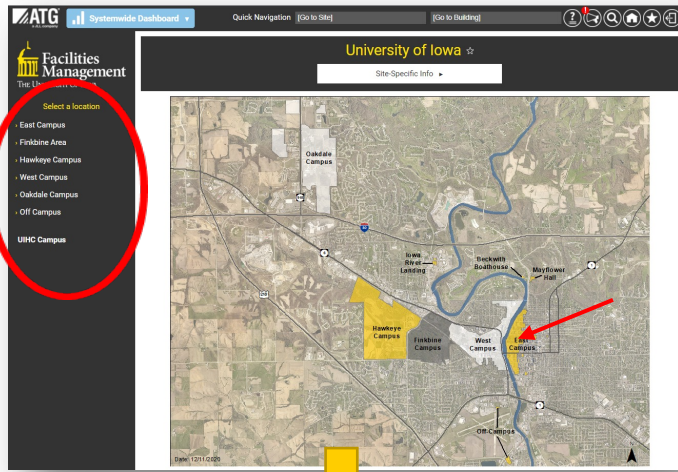 ATG
Systemwide Dashboard
Quick Navigation
[Go to Site]
[Go to Building]
?
1
Facilities
Management
THE
University of Iowa
Site-Specific Info
Select a location
East Campus
Finkbine Area
Hawkeye Campus
West Campus
Oakdale Campus
Off Campus
UIHC Campus
Oakdale
Campus
80
Iowa
River
Landing
Beckwith
Boathouse
Mayflower
Hall
Hawkeye
Campus
Finkbine
Campus
West
Campus
East
Campus
Off-Campus
Date: 12/11/2020